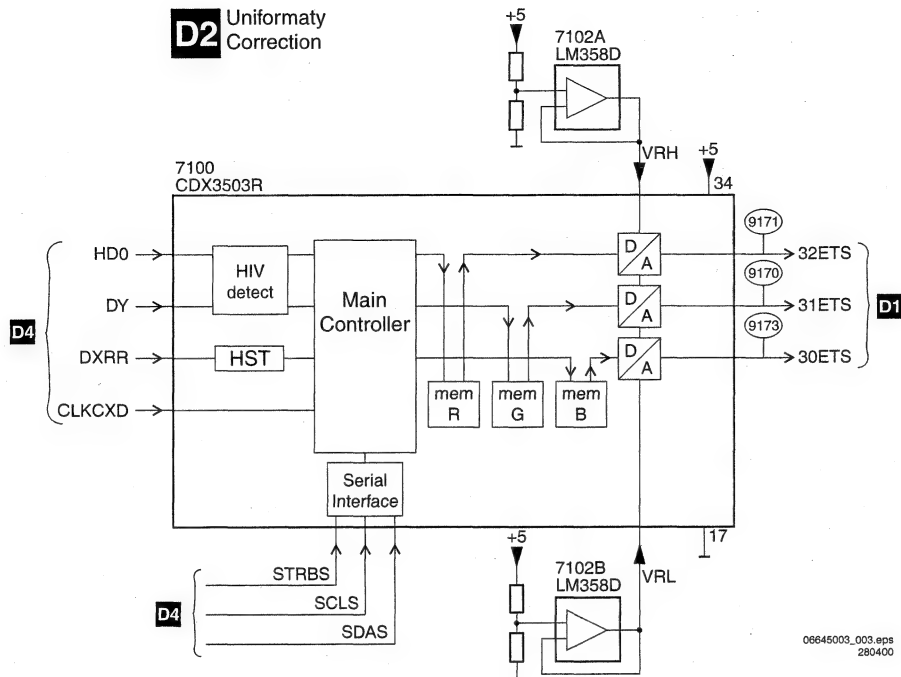 D2 Uniformaty
Correction
+5
7102A
LM358D
VRH
+5
34
7100
CDX3503R
HD0
DY
DXRR
CLKCXD
D4
HIV
detect
HST
Main
Controller
Serial
Interface
mem
R
mem
G
mem
B
D
A
D
A
D
A
9171
32ETS
9170
31ETS
9173
30ETS
D1
17
STRBS
SCLS
SDAS
D4
+5
7102B
LM358D
VRL
06645003_003.eps
280400